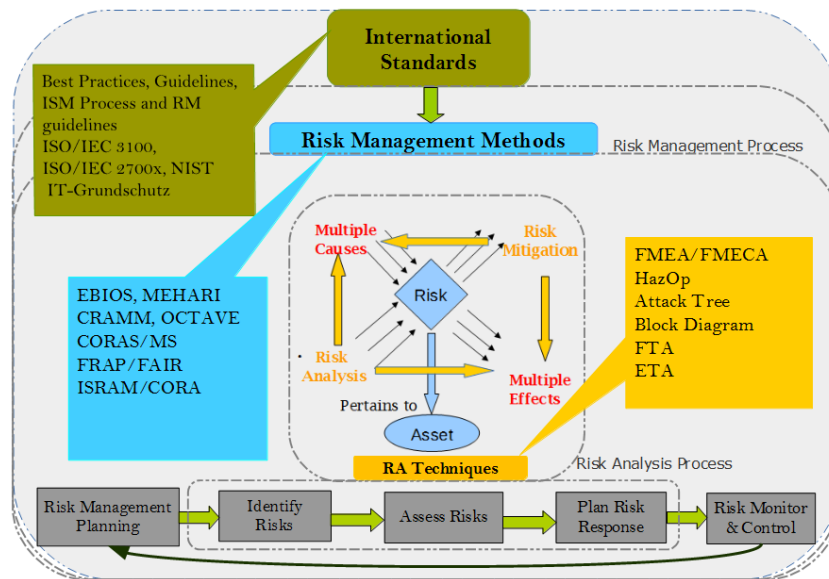 International
Standards
Best Practices, Guidelines,
ISM Process and RM
guidelines
ISO/IEC 3100,
ISO/IEC 2700x, NIST
IT-Grundschutz
Risk Management Methods
Risk Management Process
Multiple
Causes
Risk
Mitigation
Risk
Risk
Analysis
Multiple
Effects
Pertains to
Asset
RA Techniques
EBIOS, MEHARI
CRAMM, OCTAVE
CORAS/MS
FRAP/FAIR
ISRAM/CORA
FMEA/FMECA
HazOp
Attack Tree
Block Diagram
FTA
ETA
Risk Analysis Process
Risk Management
Planning
Identify
Risks
Assess Risks
Plan Risk
Response
Risk Monitor
& Control